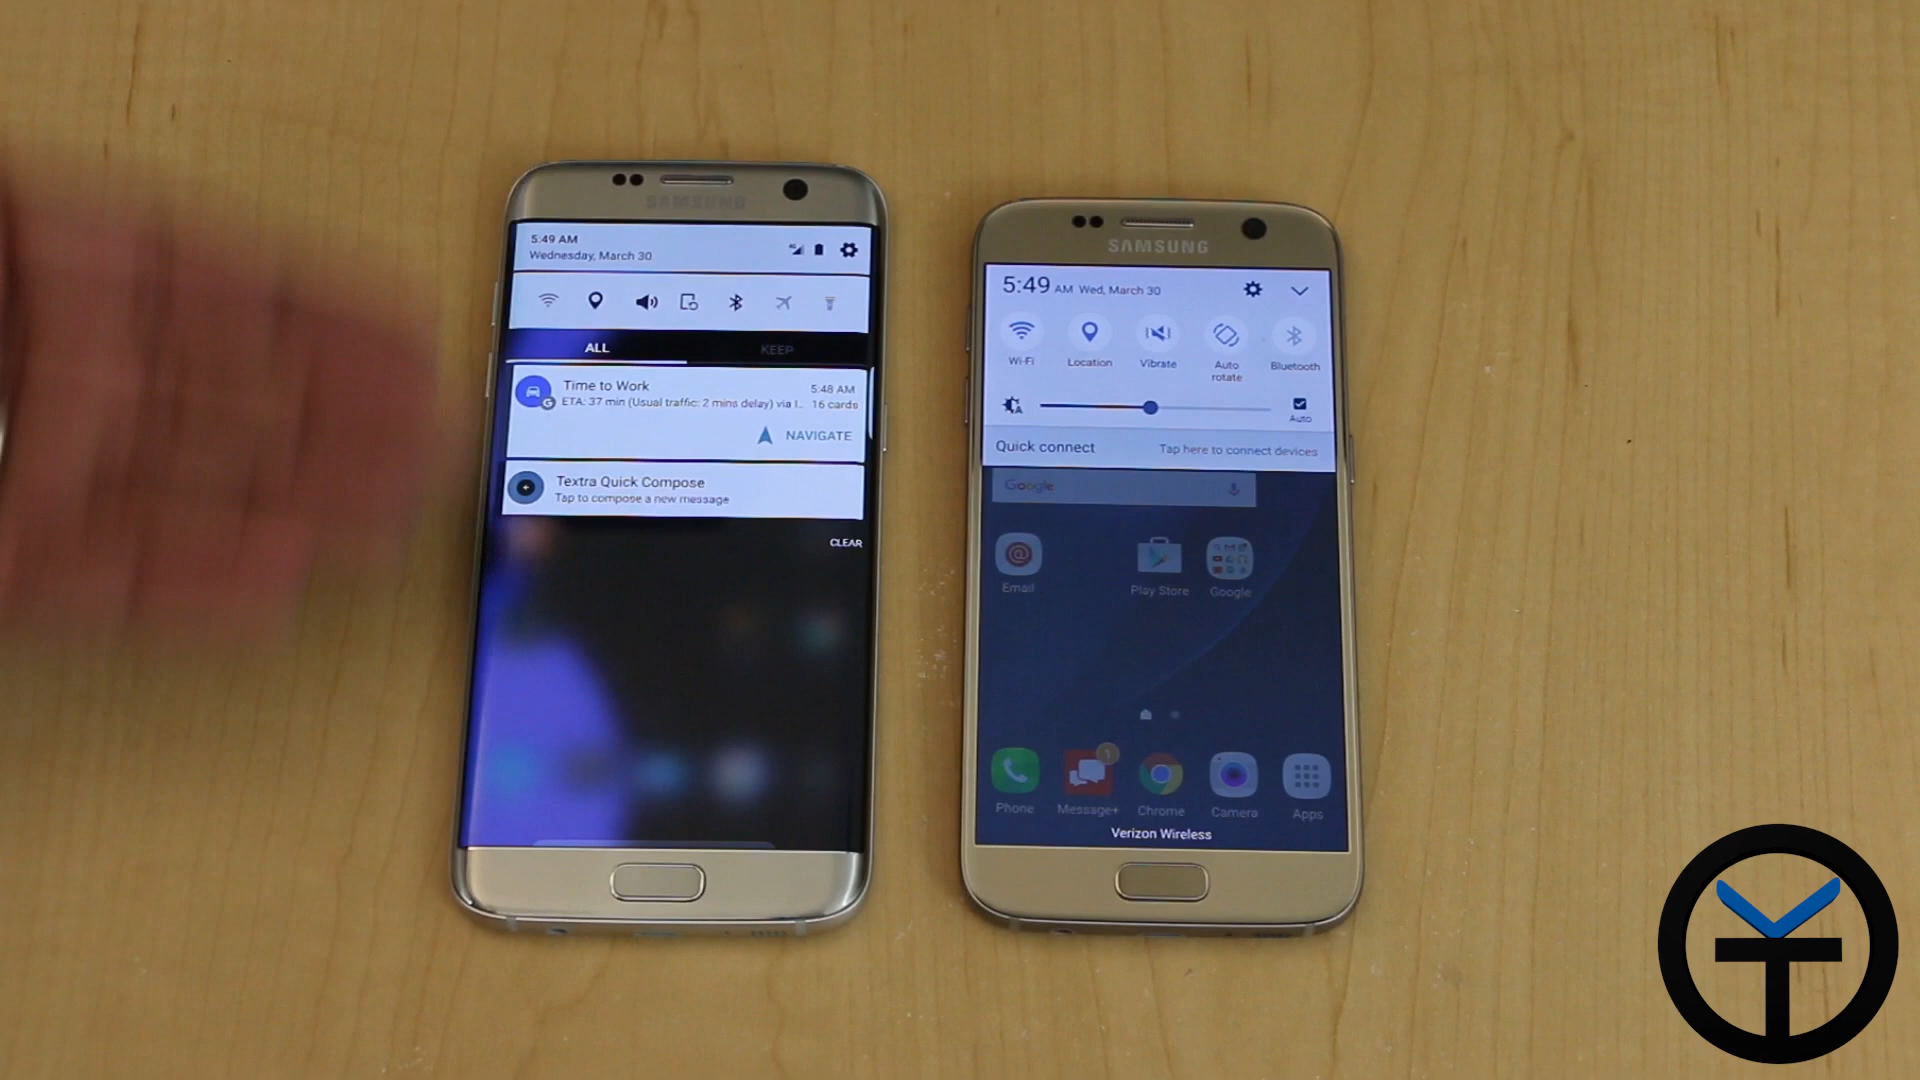 SAMSUNG
5:49 AM
Wednesday, March 30
ALL
KEEP
Time to Work
5:48 AM
ETA: 37 min (Usual traffic: 2 mins delay) via I..
16 cards
NAVIGATE
Textra Quick Compose
Tap to compose a new message
CLEAR
SAMSUNG
5:49 AM Wed, March 30
Wi-Fi
Location
Vibrate
Auto rotate
Bluetooth
Auto
Quick connect
Tap here to connect devices
Google
Email
Play Store
Google
1
Phone
Message+
Chrome
Camera
Apps
Verizon Wireless